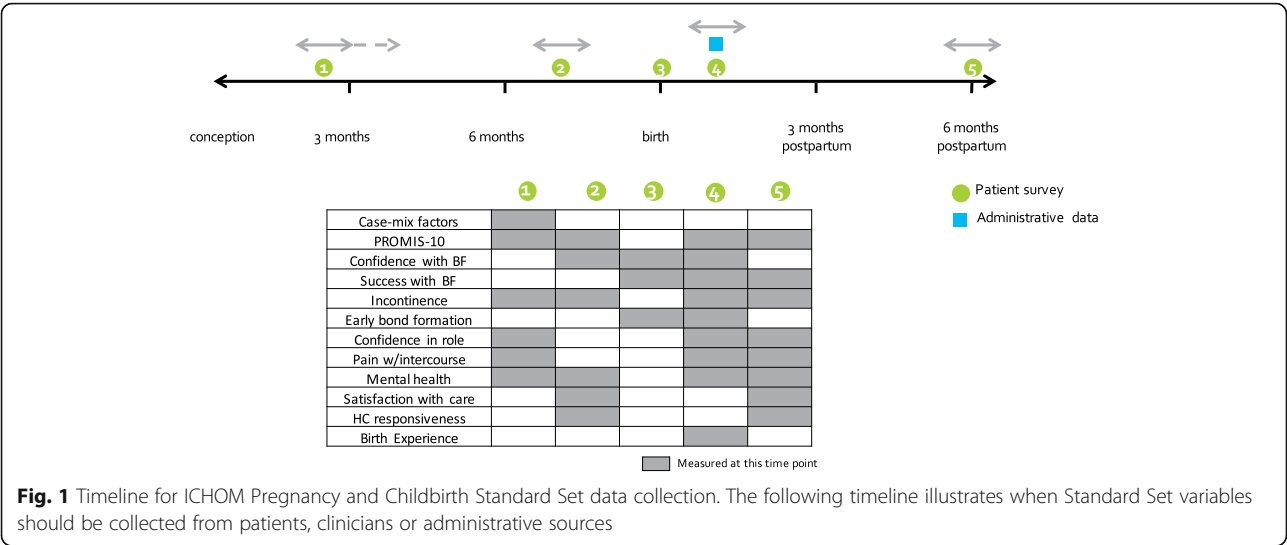 1 2 3 4 5
conception 3 months 6 months birth 3 months postpartum 6 months postpartum
Patient survey
Administrative data
1 2 3 4 5
Case-mix factors
PROMIS-10
Confidence with BF
Success with BF
Incontinence
Early bond formation
Confidence in role
Pain w/intercourse
Mental health
Satisfaction with care
HC responsiveness
Birth Experience
Measured at this time point
Fig. 1 Timeline for ICHOM Pregnancy and Childbirth Standard Set data collection. The following timeline illustrates when Standard Set variables
should be collected from patients, clinicians or administrative sources